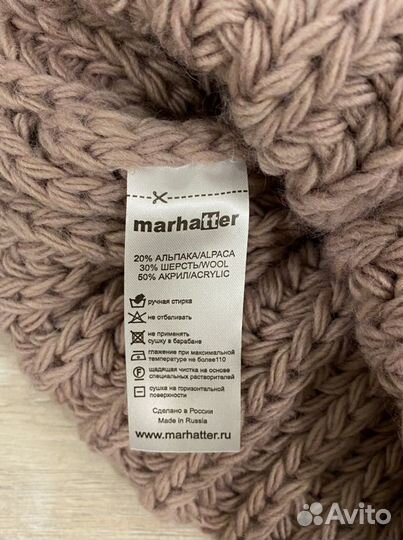 marhatter
20% АЛЬПАКА/ALPACA
30% ШЕРСТЬ/WOOL
50% АКРИЛ/ACRYLIC
ручная стирка
не отбеливать
не применять
сушку в барабане
глажение при максимальной
температуре не более110
щадящая чистка на основе
специальных растворителей
сушка на горизонтальной
поверхности
Сделано в России
Made in Russia
www.marhatter.ru
Avito